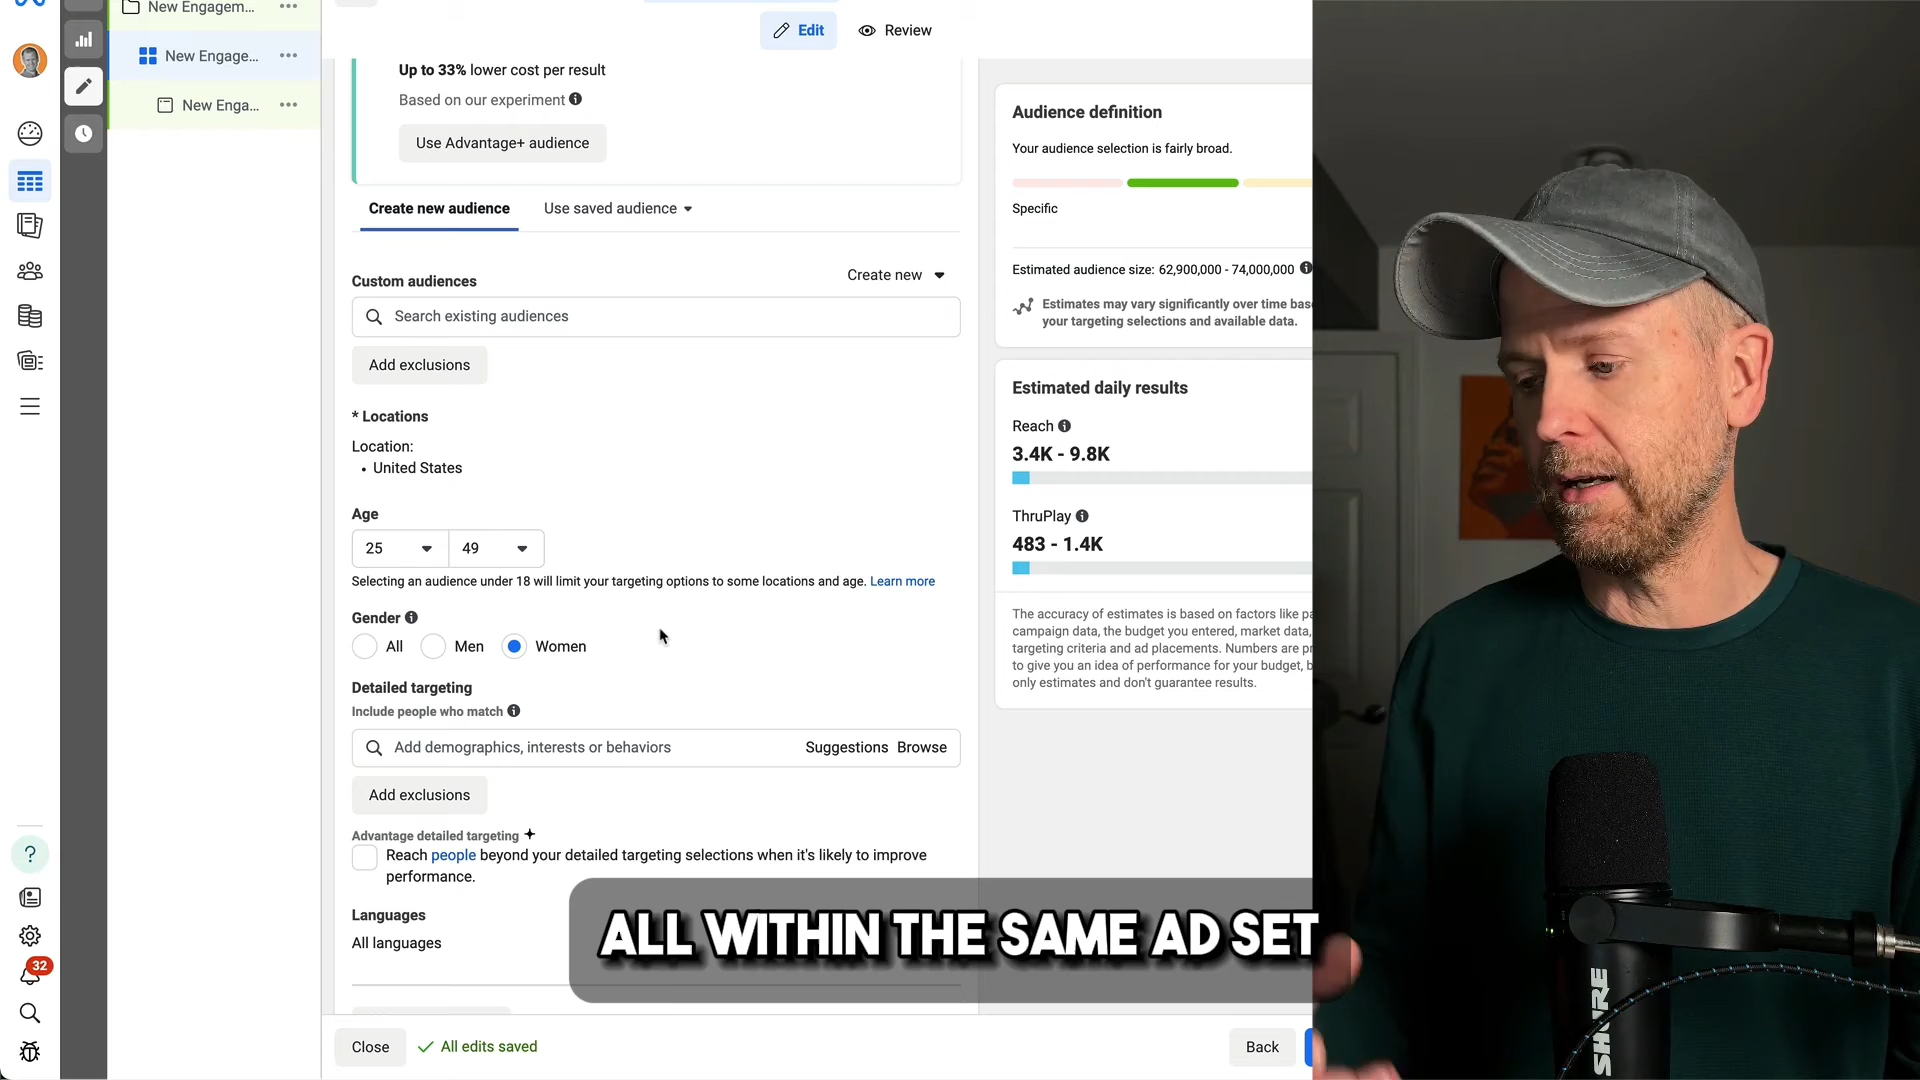 New Engagem...
New Engage...
New Enga...
Edit
Review
Up to 33% lower cost per result
Based on our experiment
Use Advantage+ audience
Create new audience
Use saved audience
Custom audiences
Create new
Search existing audiences
Add exclusions
* Locations
Location:
• United States
Age
25
49
Selecting an audience under 18 will limit your targeting options to some locations and age. Learn more
Gender
All
Men
Women
Detailed targeting
Include people who match
Add demographics, interests or behaviors
Suggestions
Browse
Add exclusions
Advantage detailed targeting
Reach people beyond your detailed targeting selections when it's likely to improve
performance.
Languages
All languages
Close
All edits saved
Back
32
Audience definition
Your audience selection is fairly broad.
Specific
Estimated audience size: 62,900,000 - 74,000,000
Estimates may vary significantly over time
your targeting selections and available data.
Estimated daily results
Reach
3.4K - 9.8K
ThruPlay
483 - 1.4K
The accuracy of estimates is based on factors like
campaign data, the budget you entered, market data,
targeting criteria and ad placements. Numbers are
to give you an idea of performance for your budget,
only estimates and don't guarantee results.
ALL WITHIN THE SAME AD SET
SHURE